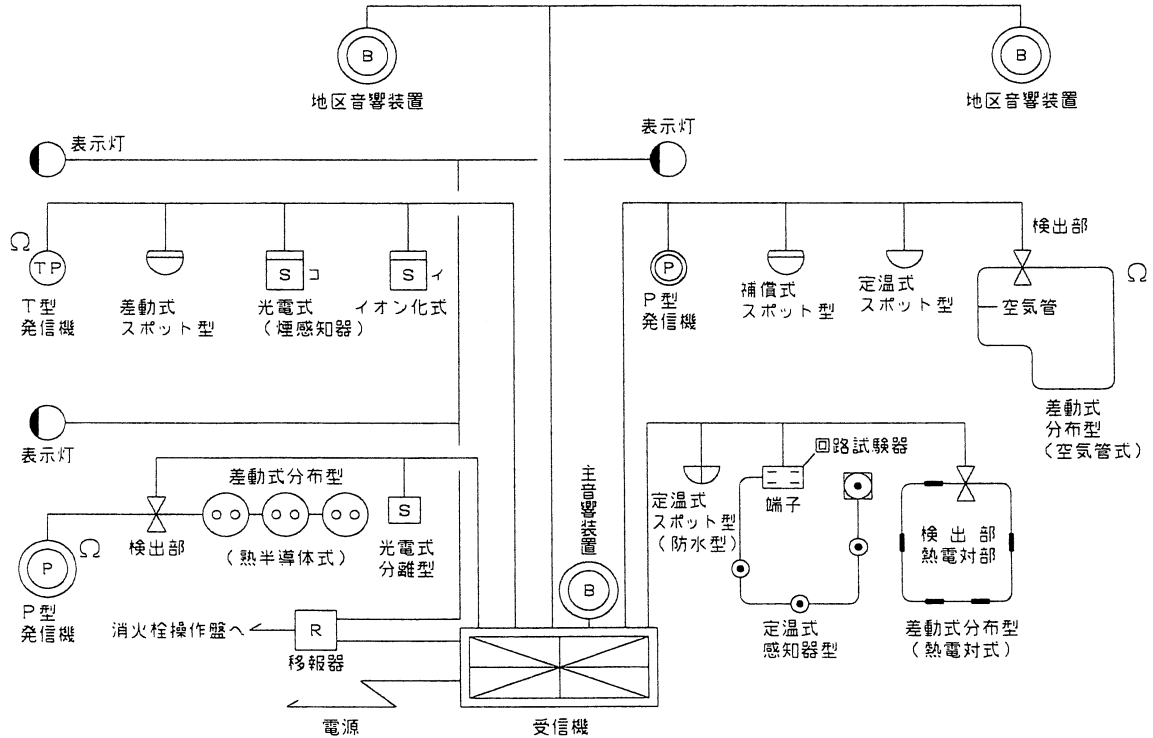 B
B
地区音響装置
地区音響装置
表示灯
表示灯
Ω
TP
T型
発信機
差動式
スポット型
S
コ
光電式
(煙感知器)
S
イ
イオン化式
P
P型
発信機
補償式
スポット型
定温式
スポット型
検出部
Ω
空気管
差動式
分布型
(空気管式)
表示灯
差動式分布型
検出部
(熱半導体式)
S
光電式
分離型
Ω
P
P型
発信機
主音響装置
B
定温式
スポット型
(防水型)
回路試験器
端子
定温式
感知器型
検出部
熱電対部
差動式分布型
(熱電対式)
消火栓操作盤へ
R
移報器
電源
受信機